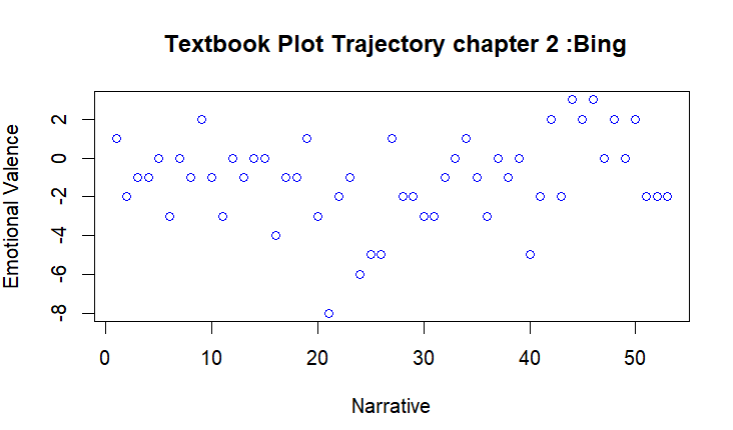 Textbook Plot Trajectory chapter 2 :Bing
Emotional Valence
2
0
-2
-4
-6
-8
0 10 20 30 40 50
Narrative